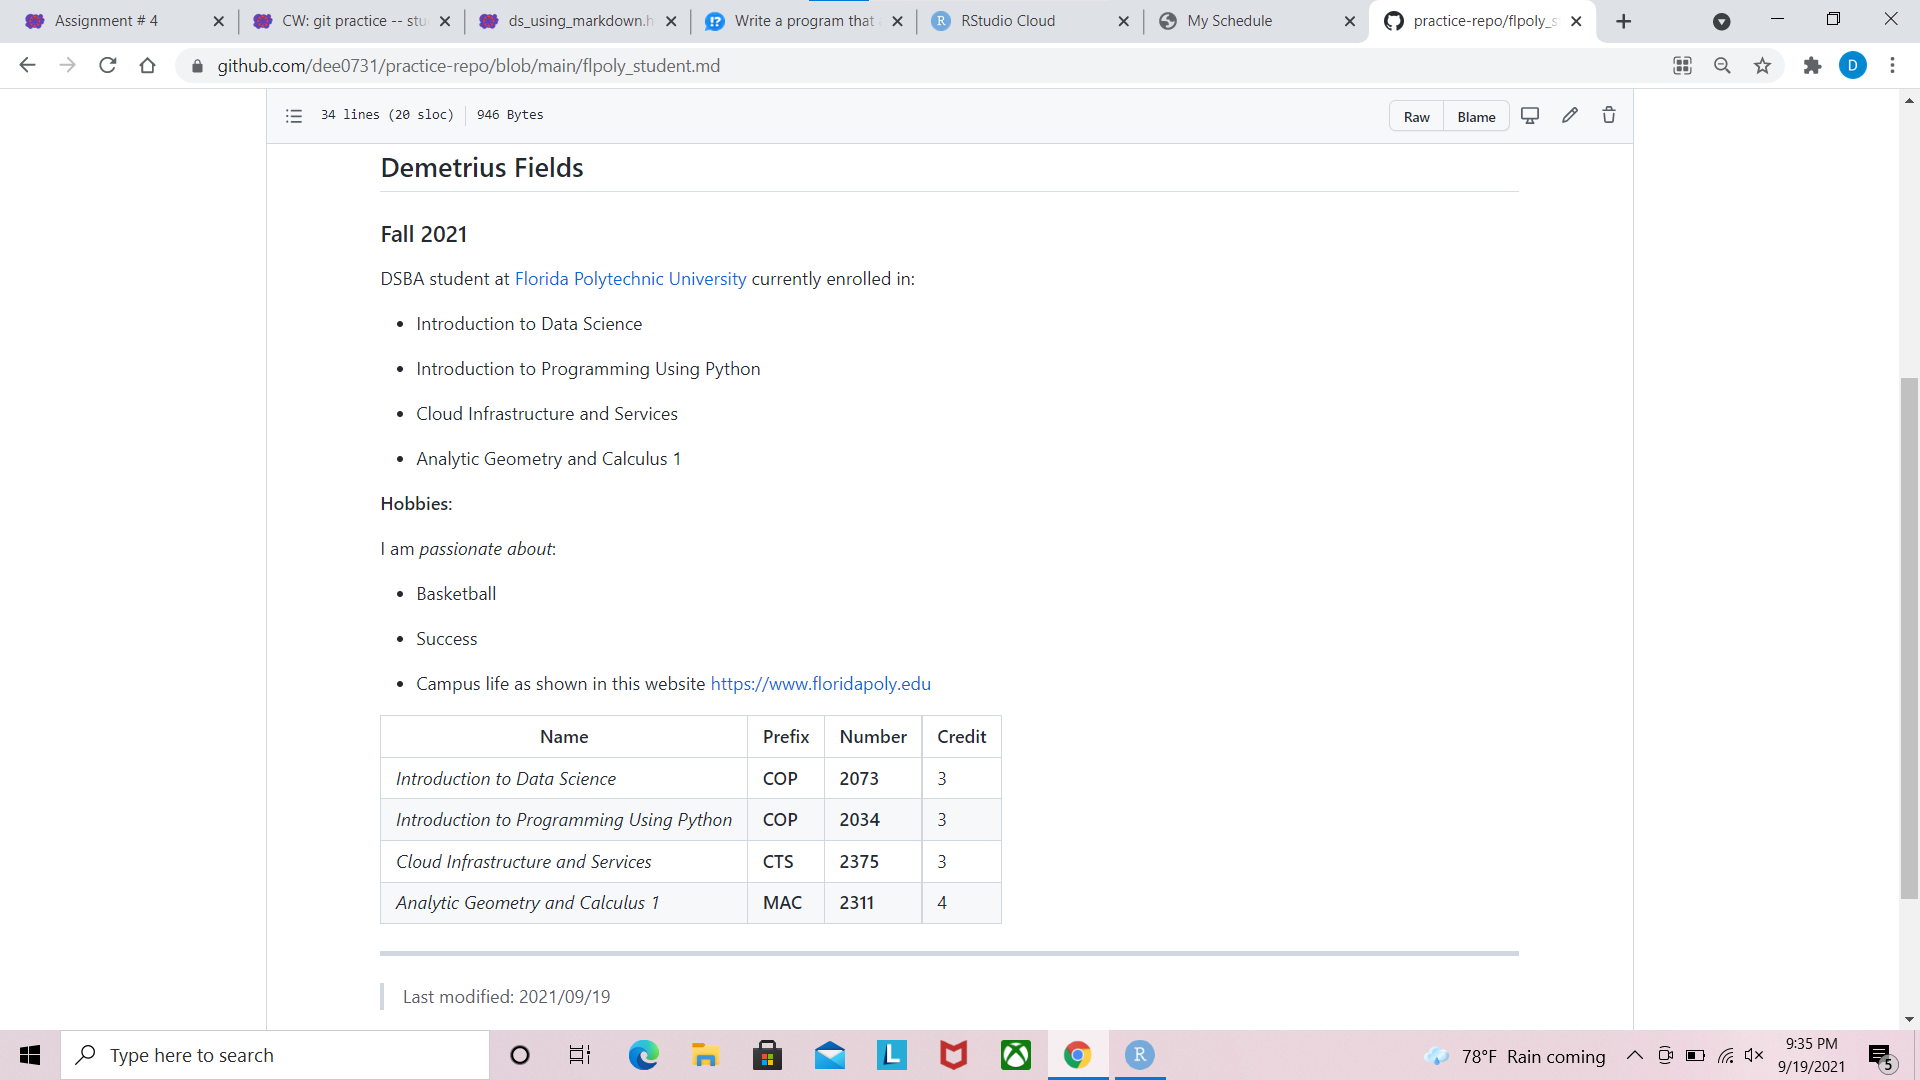 Assignment # 4
CW: git practice -- stu
ds_using_markdown.h
Write a program that
RStudio Cloud
My Schedule
practice-repo/flpoly_s
github.com/dee0731/practice-repo/blob/main/flpoly_student.md
D
34 lines (20 sloc) 946 Bytes
Raw Blame
Demetrius Fields
Fall 2021
DSBA student at Florida Polytechnic University currently enrolled in:
• Introduction to Data Science
• Introduction to Programming Using Python
• Cloud Infrastructure and Services
• Analytic Geometry and Calculus 1
Hobbies:
I am passionate about:
• Basketball
• Success
• Campus life as shown in this website https://www.floridapoly.edu
Name Prefix Number Credit
Introduction to Data Science COP 2073 3
Introduction to Programming Using Python COP 2034 3
Cloud Infrastructure and Services CTS 2375 3
Analytic Geometry and Calculus 1 MAC 2311 4
Last modified: 2021/09/19
Type here to search
78°F Rain coming
9:35 PM
9/19/2021
5